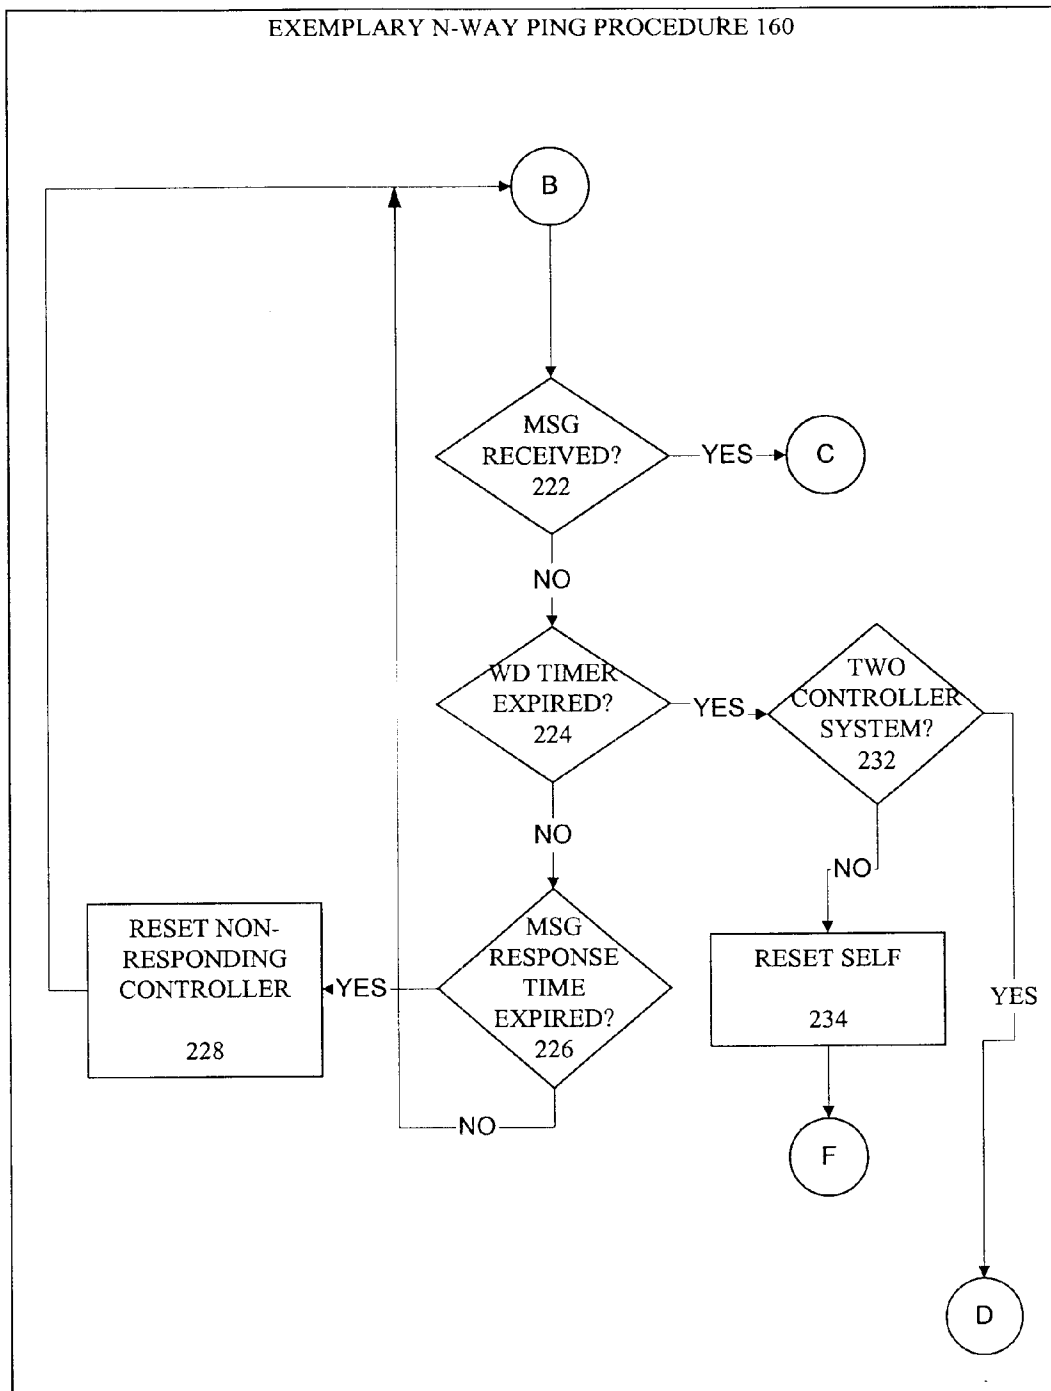 EXEMPLARY N-WAY PING PROCEDURE 160
B
MSG
RECEIVED?
222
YES
C
NO
WD TIMER
EXPIRED?
224
YES
TWO
CONTROLLER
SYSTEM?
232
NO
NO
RESET NON-
RESPONDING
CONTROLLER
228
YES
MSG
RESPONSE
TIME
EXPIRED?
226
RESET SELF
234
YES
NO
F
D